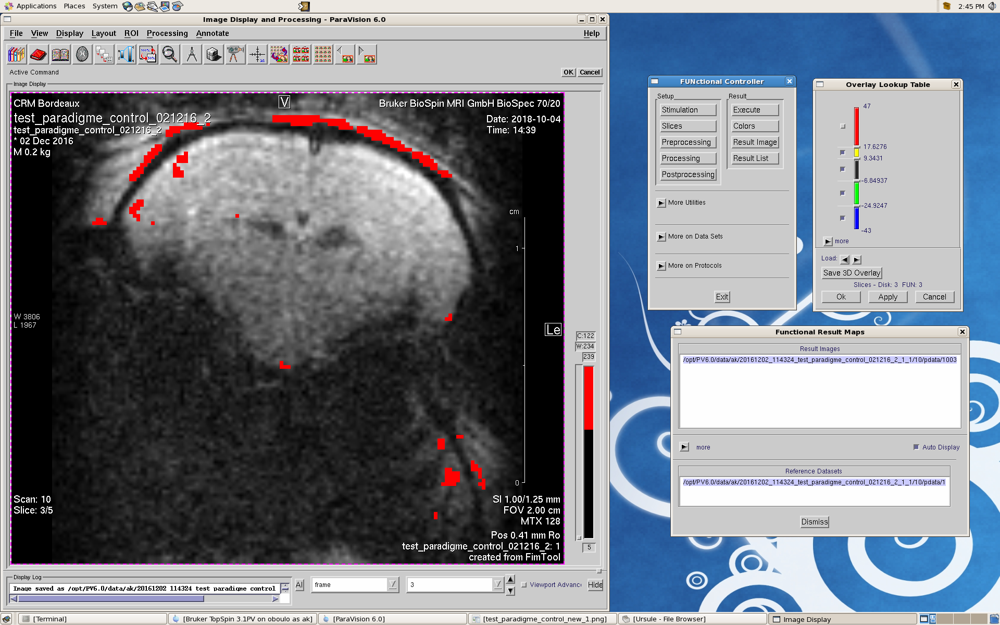 Applications Places System
2:45 PM
Image Display and Processing - ParaVision 6.0
File View Display Layout ROI Processing Annotate Help
Active Command
OK Cancel
Image Display
CRM Bordeaux
test_paradigme_control_021216_2
test_paradigme_control_021216_2
* 02 Dec 2016
M 0.2 kg
V
Bruker BioSpin MRI GmbH BioSpec 70/20
Date: 2018-10-04
Time: 14:39
cm
1
0
W 3806
L 1967
Le
C:122
W:234
239
5
Scan: 10
Slice: 3/5
SI 1.00/1.25 mm
FOV 2.00 cm
MTX 128
Pos 0.41 mm Ro
test_paradigme_control_021216_2: 1
created from FimTool
Display Log
Image saved as /opt/PV6.0/data/ak/20161202_114324_test_paradigme_control
All
frame
3
Viewport Advanc
Hide
FUNctional Controller
Setup
Stimulation
Slices
Preprocessing
Processing
Postprocessing
Result
Execute
Colors
Result Image
Result List
More Utilities
More on Data Sets
More on Protocols
Exit
Overlay Lookup Table
47
17.6276
9.3431
-6.84937
-24.9247
-43
more
Load:
Save 3D Overlay
Slices - Disk: 3 FUN: 3
Ok Apply Cancel
Functional Result Maps
Result Images
/opt/PV6.0/data/ak/20161202_114324_test_paradigme_control_021216_2_1_1/10/pdata/1003
more
Auto Display
Reference Datasets
/opt/PV6.0/data/ak/20161202_114324_test_paradigme_control_021216_2_1_1/10/pdata/1
Dismiss
[Terminal]
[Bruker TopSpin 3.1PV on oboulo as ak]
[ParaVision 6.0]
[test_paradigme_control_new_1.png]
[Ursule - File Browser]
Image Display